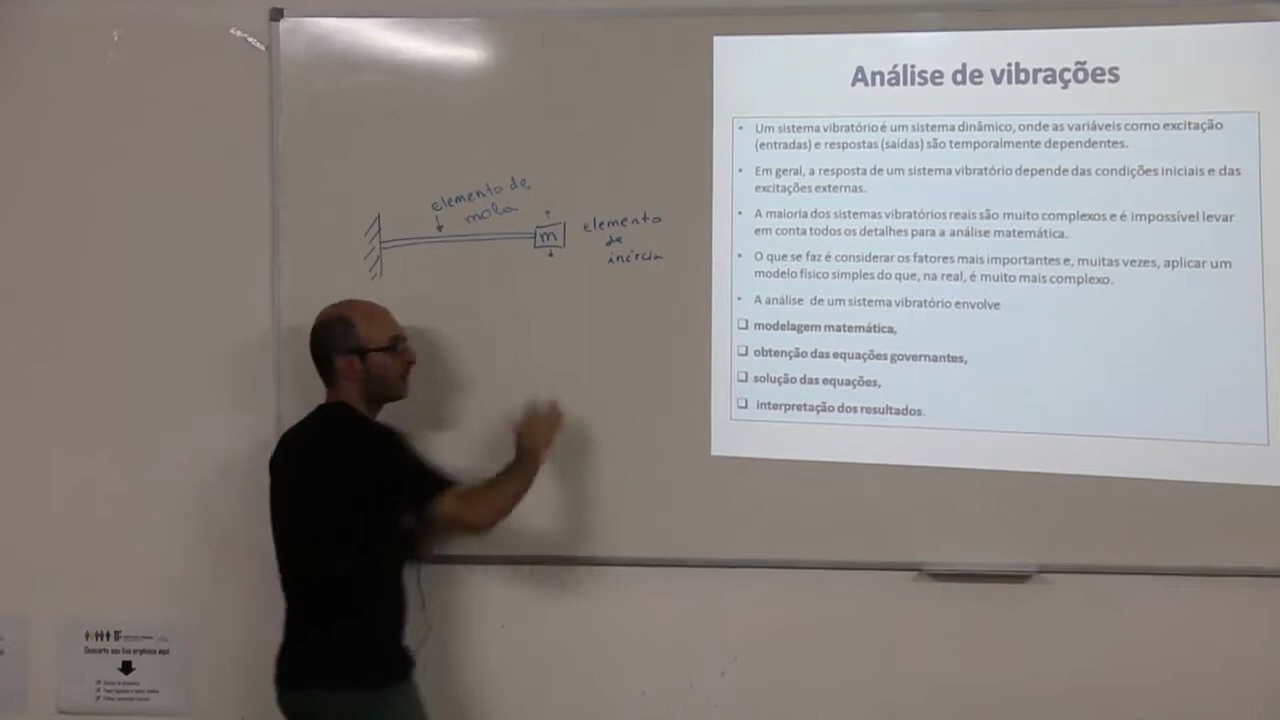 elemento de
mola
m
elemento
de
inércia
Análise de vibrações
• Um sistema vibratório é um sistema dinâmico, onde as variáveis como excitação
(entradas) e respostas (saídas) são temporalmente dependentes.
• Em geral, a resposta de um sistema vibratório depende das condições iniciais e das
excitações externas.
• A maioria dos sistemas vibratórios reais são muito complexos e é impossível levar
em conta todos os detalhes para a análise matemática.
• O que se faz é considerar os fatores mais importantes e, muitas vezes, aplicar um
modelo físico simples do que, na real, é muito mais complexo.
• A análise de um sistema vibratório envolve
❑ modelagem matemática,
❑ obtenção das equações governantes,
❑ solução das equações,
❑ interpretação dos resultados.
Descarte seu lixo orgânico aqui